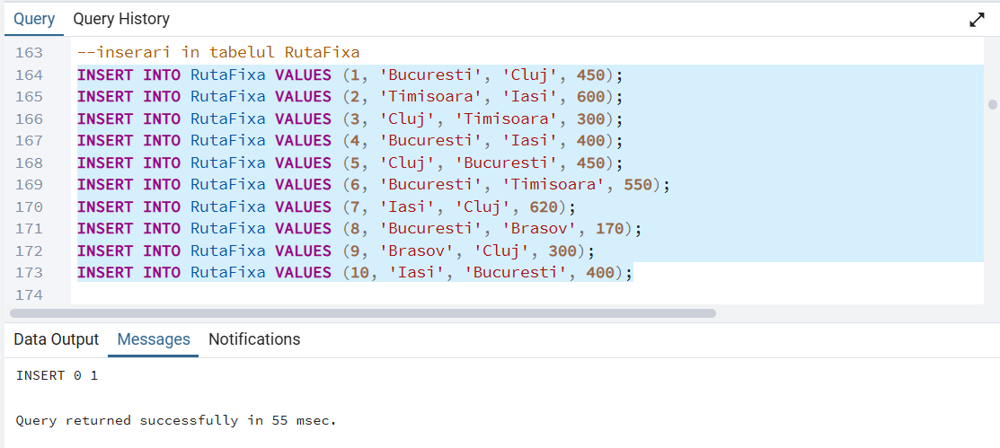 Query Query History
163 --inserari in tabelul RutaFixa
164 INSERT INTO RutaFixa VALUES (1, 'Bucuresti', 'Cluj', 450);
165 INSERT INTO RutaFixa VALUES (2, 'Timisoara', 'Iasi', 600);
166 INSERT INTO RutaFixa VALUES (3, 'Cluj', 'Timisoara', 300);
167 INSERT INTO RutaFixa VALUES (4, 'Bucuresti', 'Iasi', 400);
168 INSERT INTO RutaFixa VALUES (5, 'Cluj', 'Bucuresti', 450);
169 INSERT INTO RutaFixa VALUES (6, 'Bucuresti', 'Timisoara', 550);
170 INSERT INTO RutaFixa VALUES (7, 'Iasi', 'Cluj', 620);
171 INSERT INTO RutaFixa VALUES (8, 'Bucuresti', 'Brasov', 170);
172 INSERT INTO RutaFixa VALUES (9, 'Brasov', 'Cluj', 300);
173 INSERT INTO RutaFixa VALUES (10, 'Iasi', 'Bucuresti', 400);
174
Data Output Messages Notifications
INSERT 0 1
Query returned successfully in 55 msec.